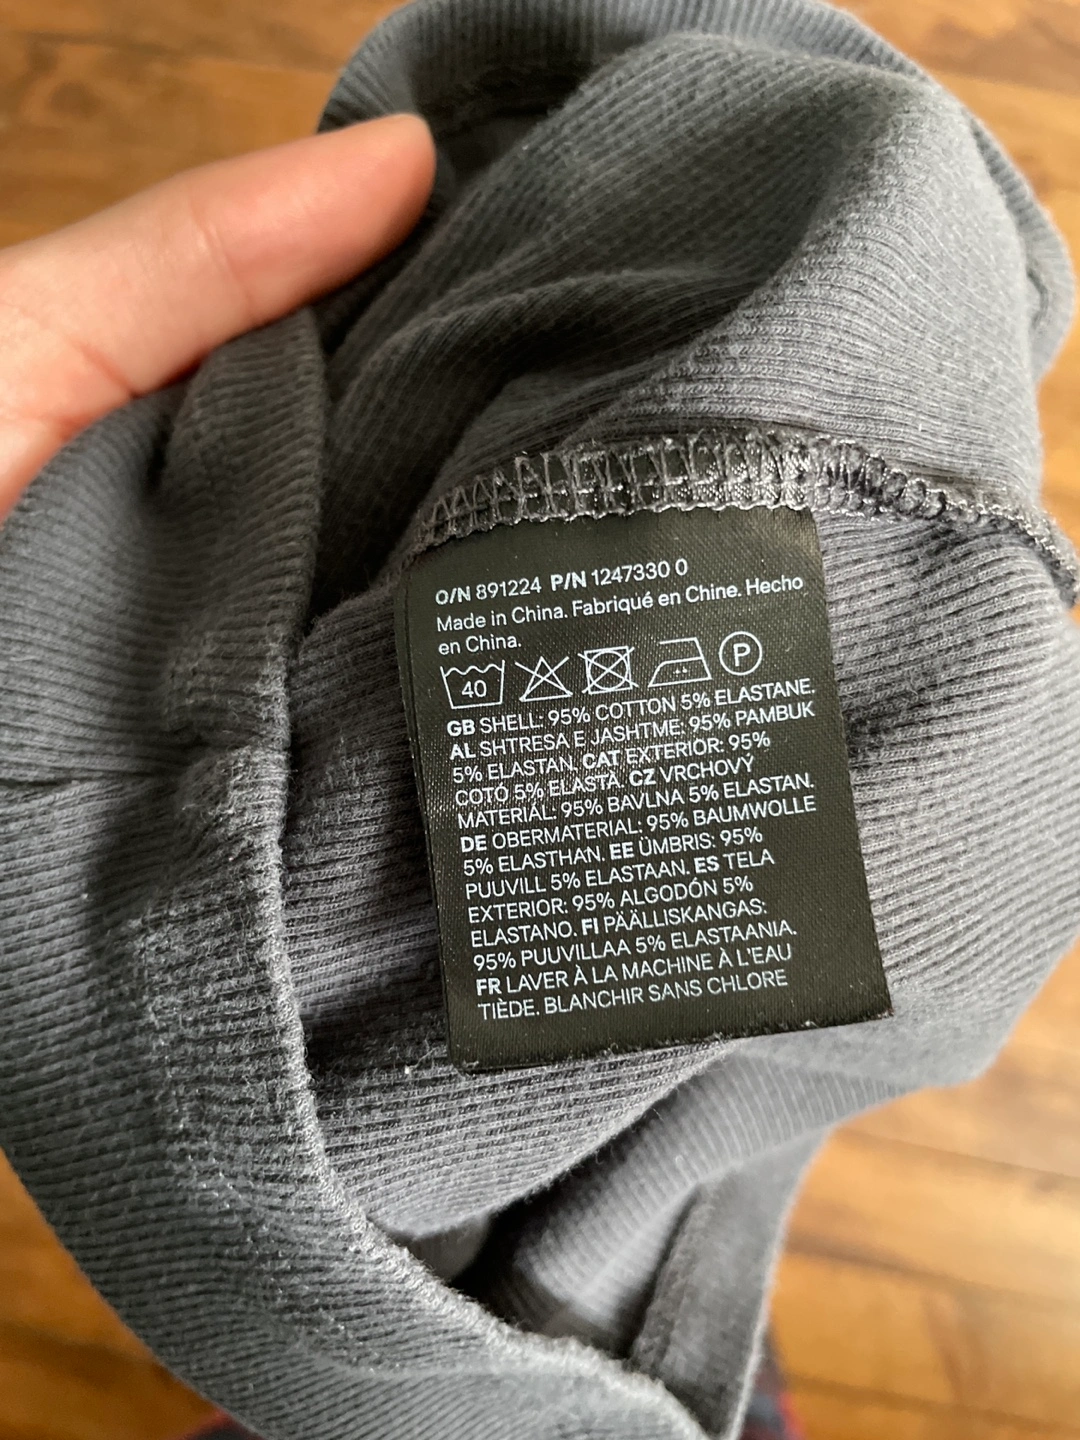 O/N 891224 P/N 1247330 0
Made in China. Fabriqué en Chine. Hecho
en China.
40 P
GB SHELL: 95% COTTON 5% ELASTANE.
AL SHTRESA E JASHTME: 95% PAMBUK
5% ELASTAN. CAT EXTERIOR: 95%
COTÓ 5% ELASTÀ. CZ VRCHOVÝ
MATERIÁL: 95% BAVLNA 5% ELASTAN.
DE OBERMATERIAL: 95% BAUMWOLLE
5% ELASTHAN. EE ÜMBRIS: 95%
PUUVILL 5% ELASTAAN. ES TELA
EXTERIOR: 95% ALGODÓN 5%
ELASTANO. FI PÄÄLLISKANGAS:
95% PUUVILLAA 5% ELASTAANIA.
FR LAVER À LA MACHINE À L'EAU
TIÈDE. BLANCHIR SANS CHLORE